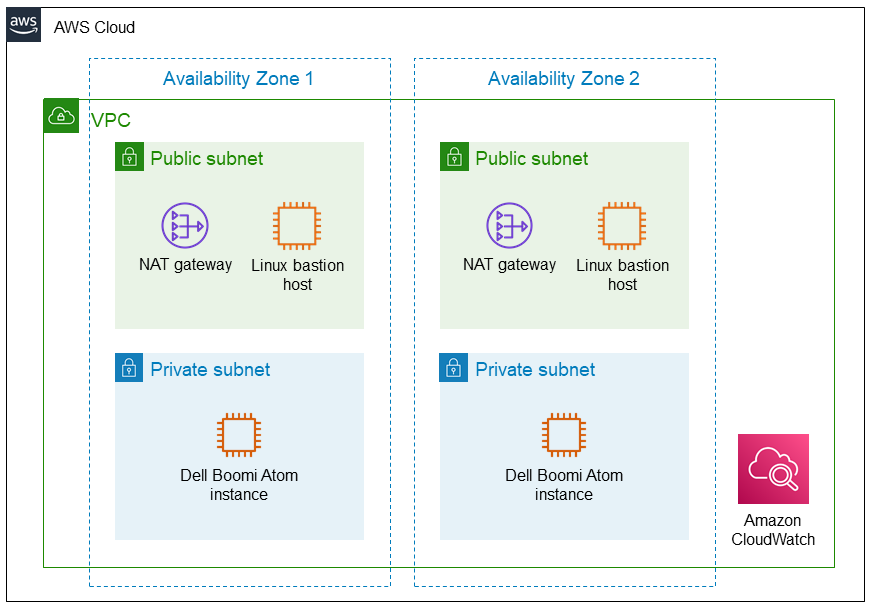 aws
AWS Cloud
Availability Zone 1
Availability Zone 2
VPC
Public subnet
NAT gateway
Linux bastion
host
Public subnet
NAT gateway
Linux bastion
host
Private subnet
Dell Boomi Atom
instance
Private subnet
Dell Boomi Atom
instance
Amazon
CloudWatch